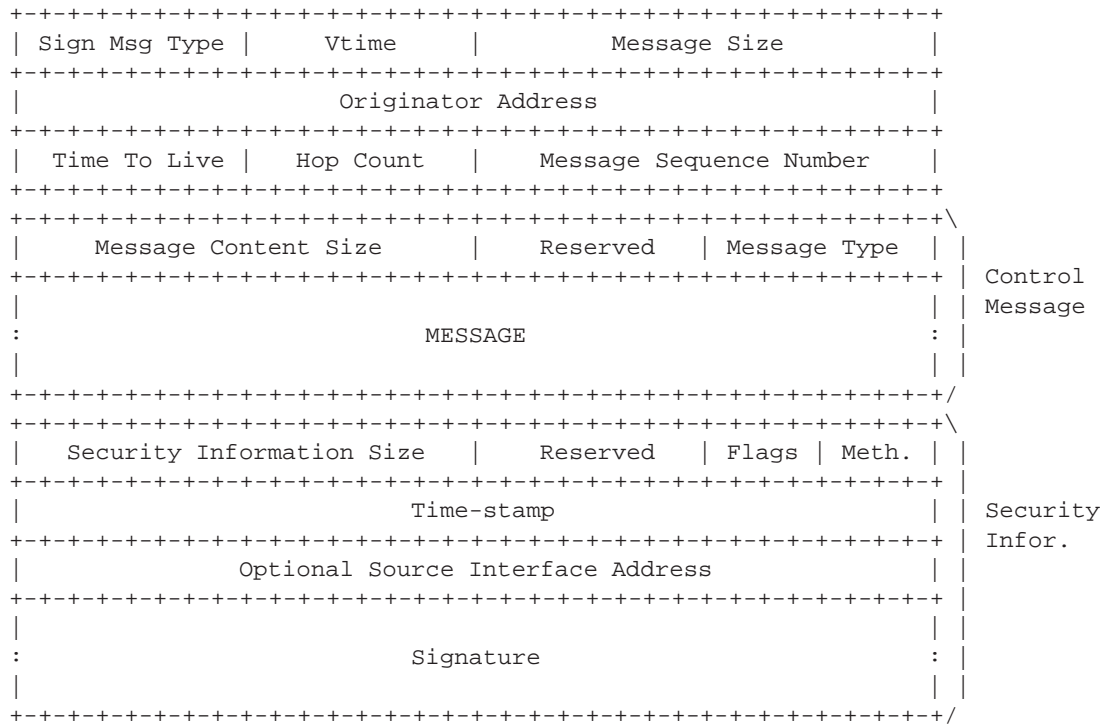 +-+-+-+-+-+-+-+-+-+-+-+-+-+-+-+-+-+-+-+-+-+-+-+-+-+-+-+-+-+-+-+-+
| Sign Msg Type |     Vtime     |         Message Size          |
+-+-+-+-+-+-+-+-+-+-+-+-+-+-+-+-+-+-+-+-+-+-+-+-+-+-+-+-+-+-+-+-+
|                      Originator Address                       |
+-+-+-+-+-+-+-+-+-+-+-+-+-+-+-+-+-+-+-+-+-+-+-+-+-+-+-+-+-+-+-+-+
|  Time To Live |   Hop Count   |    Message Sequence Number    |
+-+-+-+-+-+-+-+-+-+-+-+-+-+-+-+-+-+-+-+-+-+-+-+-+-+-+-+-+-+-+-+-+
+-+-+-+-+-+-+-+-+-+-+-+-+-+-+-+-+-+-+-+-+-+-+-+-+-+-+-+-+-+-+-+-+\
|     Message Content Size      |    Reserved   | Message Type  | |
+-+-+-+-+-+-+-+-+-+-+-+-+-+-+-+-+-+-+-+-+-+-+-+-+-+-+-+-+-+-+-+-+ | Control
|                                                               | | Message
:                            MESSAGE                            : |
|                                                               | |
+-+-+-+-+-+-+-+-+-+-+-+-+-+-+-+-+-+-+-+-+-+-+-+-+-+-+-+-+-+-+-+-+/
+-+-+-+-+-+-+-+-+-+-+-+-+-+-+-+-+-+-+-+-+-+-+-+-+-+-+-+-+-+-+-+-+\
|   Security Information Size   |    Reserved   | Flags | Meth. | |
+-+-+-+-+-+-+-+-+-+-+-+-+-+-+-+-+-+-+-+-+-+-+-+-+-+-+-+-+-+-+-+-+ |
|                           Time-stamp                          | | Security
+-+-+-+-+-+-+-+-+-+-+-+-+-+-+-+-+-+-+-+-+-+-+-+-+-+-+-+-+-+-+-+-+ | Infor.
|               Optional Source Interface Address               | |
+-+-+-+-+-+-+-+-+-+-+-+-+-+-+-+-+-+-+-+-+-+-+-+-+-+-+-+-+-+-+-+-+ |
|                                                               | |
:                           Signature                           : |
|                                                               | |
+-+-+-+-+-+-+-+-+-+-+-+-+-+-+-+-+-+-+-+-+-+-+-+-+-+-+-+-+-+-+-+-+/